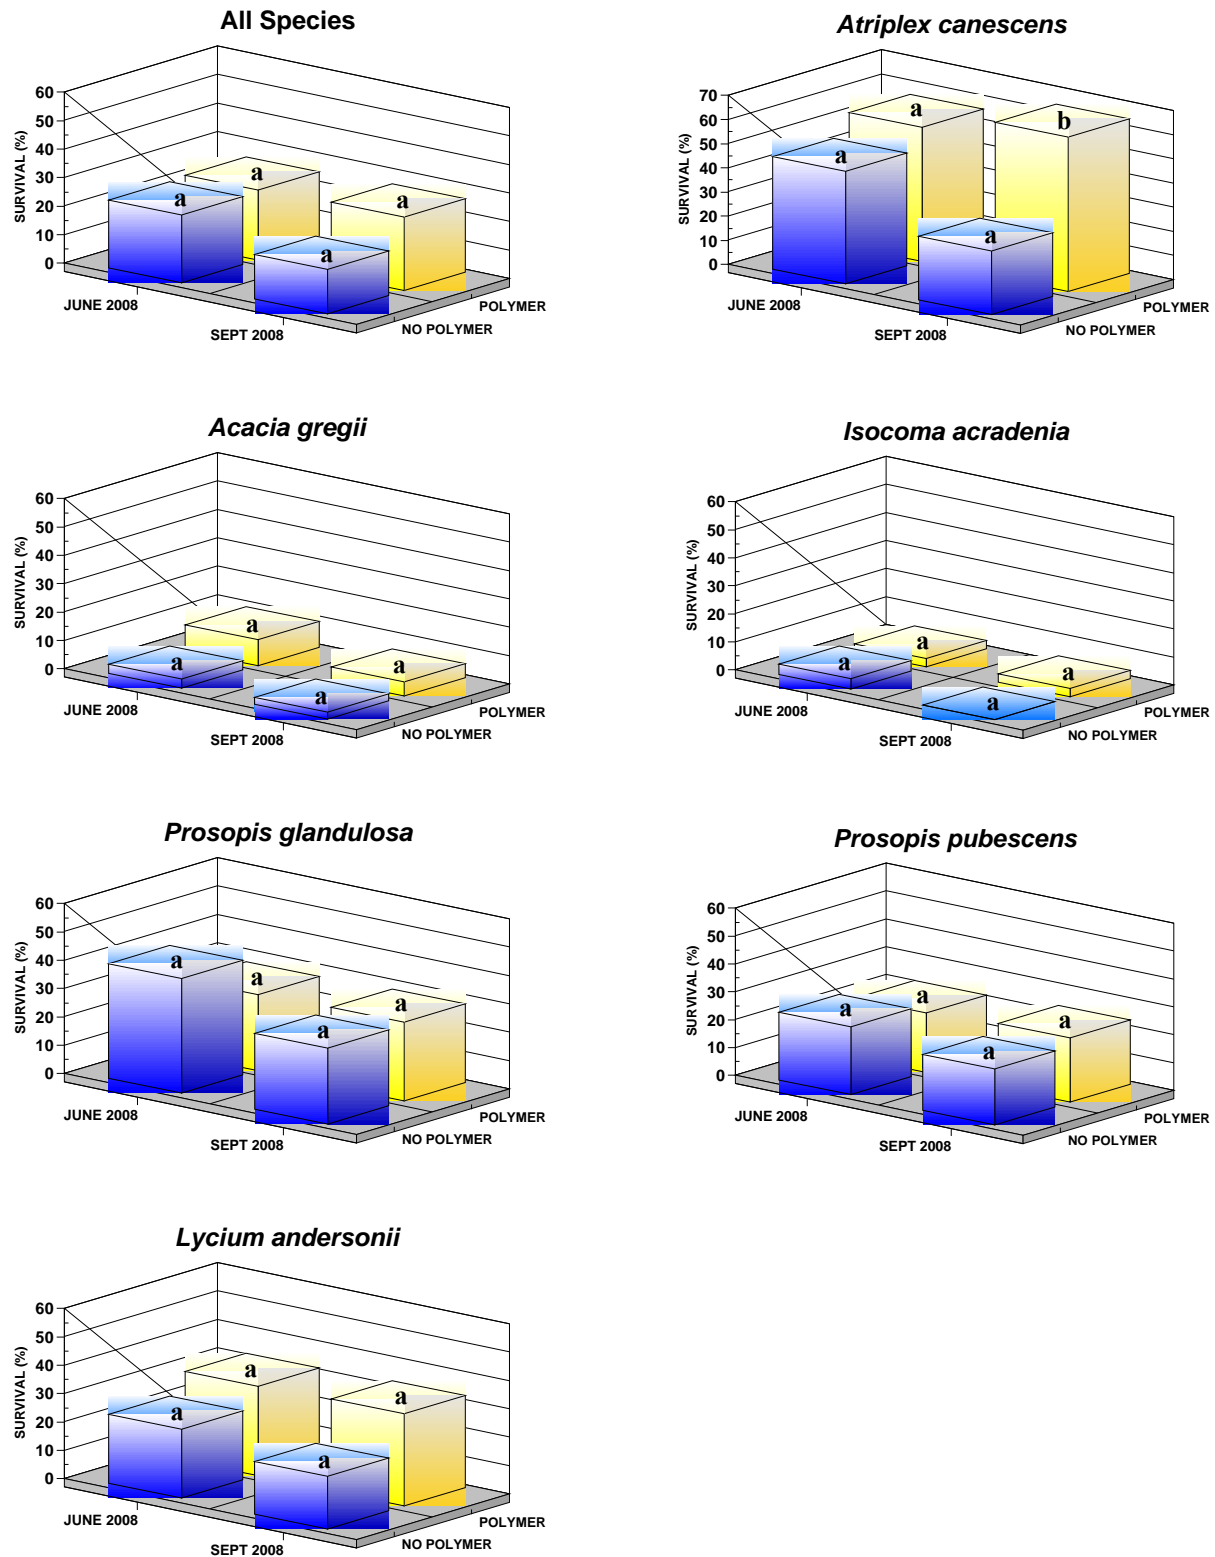 All Species
60
50
40
30
20
10
0
SURVIVAL (%)
a
a
a
a
JUNE 2008
SEPT 2008
NO POLYMER
POLYMER
Atriplex canescens
70
60
50
40
30
20
10
0
SURVIVAL (%)
a
b
a
a
JUNE 2008
SEPT 2008
NO POLYMER
POLYMER
Acacia gregii
60
50
40
30
20
10
0
SURVIVAL (%)
a
a
a
a
JUNE 2008
SEPT 2008
NO POLYMER
POLYMER
Isocoma acradenia
60
50
40
30
20
10
0
SURVIVAL (%)
a
a
a
a
JUNE 2008
SEPT 2008
NO POLYMER
POLYMER
Prosopis glandulosa
60
50
40
30
20
10
0
SURVIVAL (%)
a
a
a
a
JUNE 2008
SEPT 2008
NO POLYMER
POLYMER
Prosopis pubescens
60
50
40
30
20
10
0
SURVIVAL (%)
a
a
a
a
JUNE 2008
SEPT 2008
NO POLYMER
POLYMER
Lycium andersonii
60
50
40
30
20
10
0
SURVIVAL (%)
a
a
a
a
JUNE 2008
SEPT 2008
NO POLYMER
POLYMER